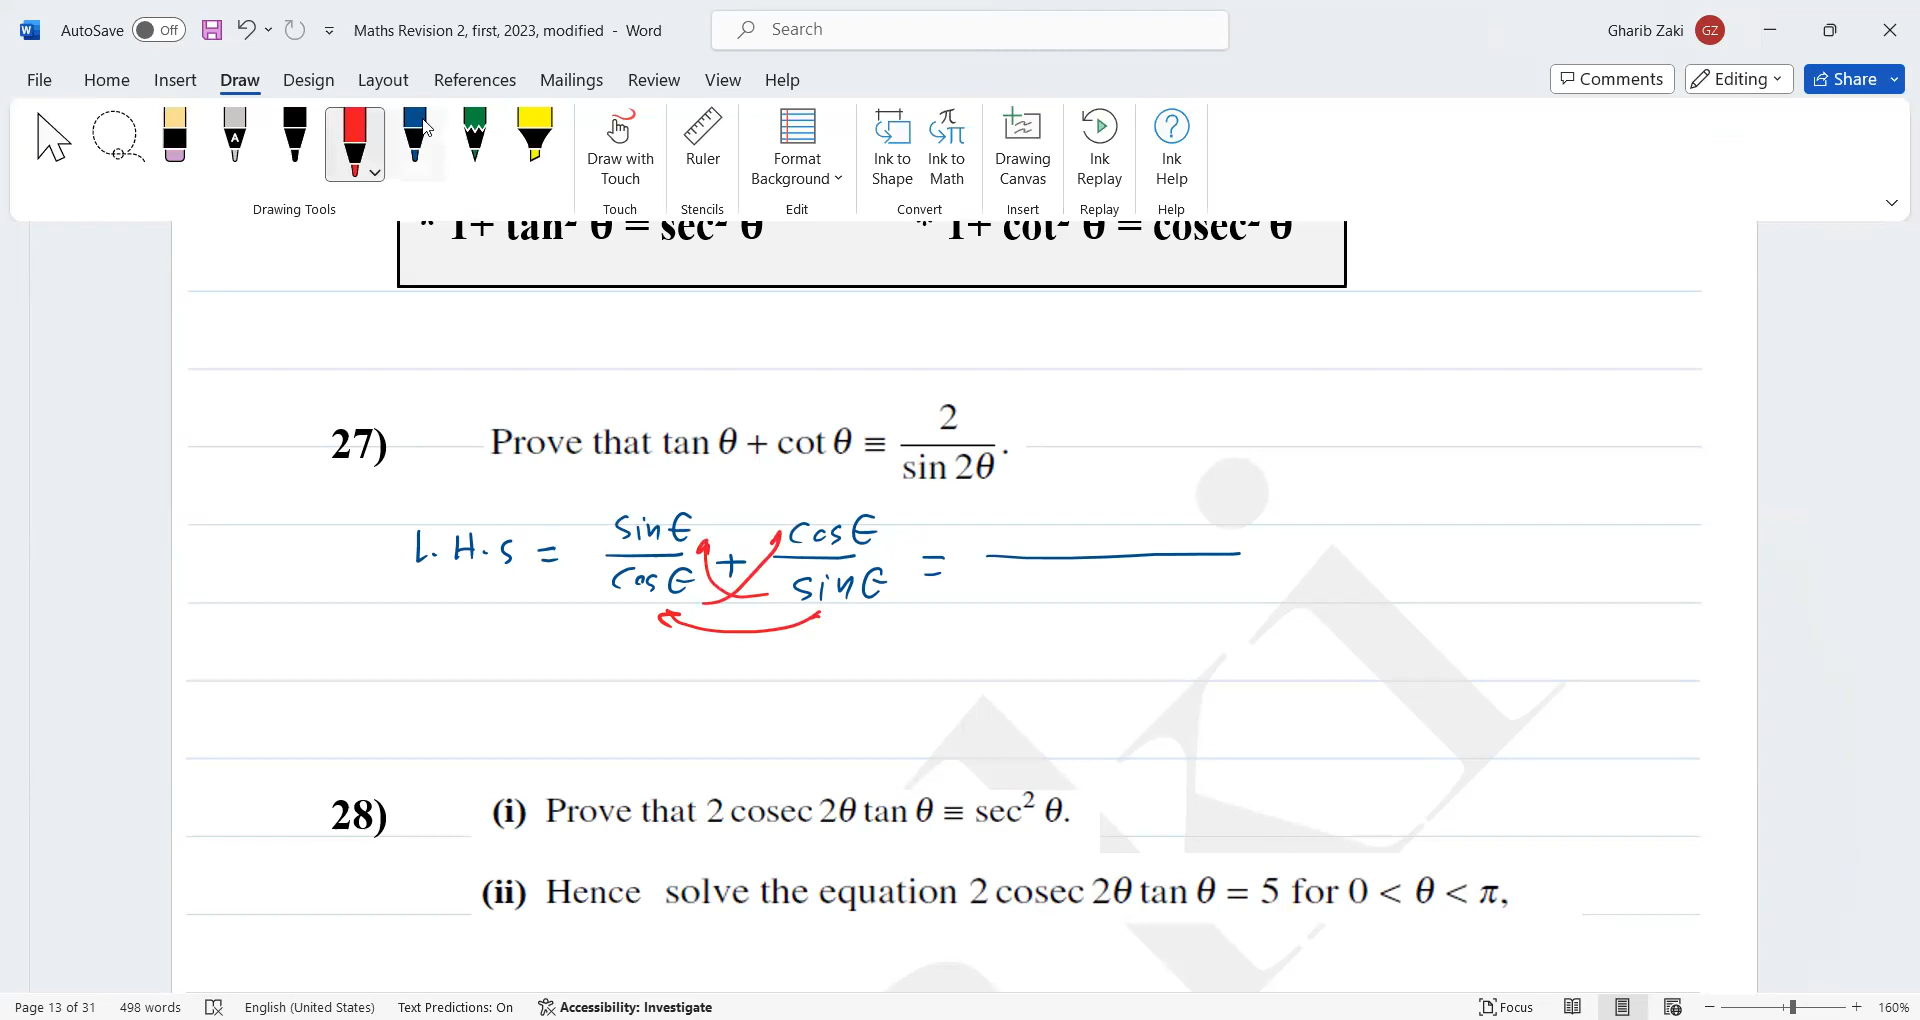 AutoSave Off Maths Revision 2, first, 2023, modified - Word Search Gharib Zaki GZ
File Home Insert Draw Design Layout References Mailings Review View Help Comments Editing Share
A
Draw with Touch Ruler Format Background Ink to Shape Ink to Math Drawing Canvas Ink Replay Ink Help
Drawing Tools Touch Stencils Edit Convert Insert Replay Help
* 1+ tan² θ = sec² θ * 1+ cot² θ = cosec² θ
27) Prove that tan θ + cot θ ≡ 2/sin 2θ.
L.H.S = sin θ/cos θ + cos θ/sin θ =
28) (i) Prove that 2 cosec 2θ tan θ ≡ sec² θ.
(ii) Hence solve the equation 2 cosec 2θ tan θ = 5 for 0 < θ < π,
Page 13 of 31 498 words English (United States) Text Predictions: On Accessibility: Investigate Focus 160%